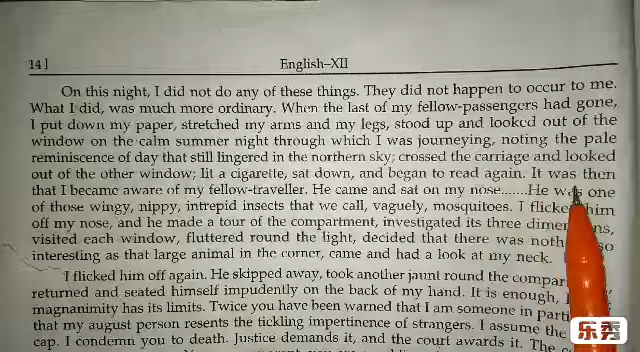 14]
English–XII
On this night, I did not do any of these things. They did not happen to occur to me.
What I did, was much more ordinary. When the last of my fellow-passengers had gone,
I put down my paper, stretched my arms and my legs, stood up and looked out of the
window on the calm summer night through which I was journeying, noting the pale
reminiscence of day that still lingered in the northern sky; crossed the carriage and looked
out of the other window; lit a cigarette, sat down, and began to read again. It was then
that I became aware of my fellow-traveller. He came and sat on my nose......He was one
of those wingy, nippy, intrepid insects that we call, vaguely, mosquitoes. I flicked him
off my nose, and he made a tour of the compartment, investigated its three
visited each window, fluttered round the light, decided that there was so
interesting as that large animal in the corner, came and had a look at my neck.
I flicked him off again. He skipped away, took another jaunt round the
returned and seated himself impudently on the back of my hand. It is enough,
magnanimity has its limits. Twice you have been warned that I am someone in
that my august person resents the tickling impertinence of strangers. I assume the
cap. I condemn you to death. Justice demands it, and the court awards it. The
乐秀